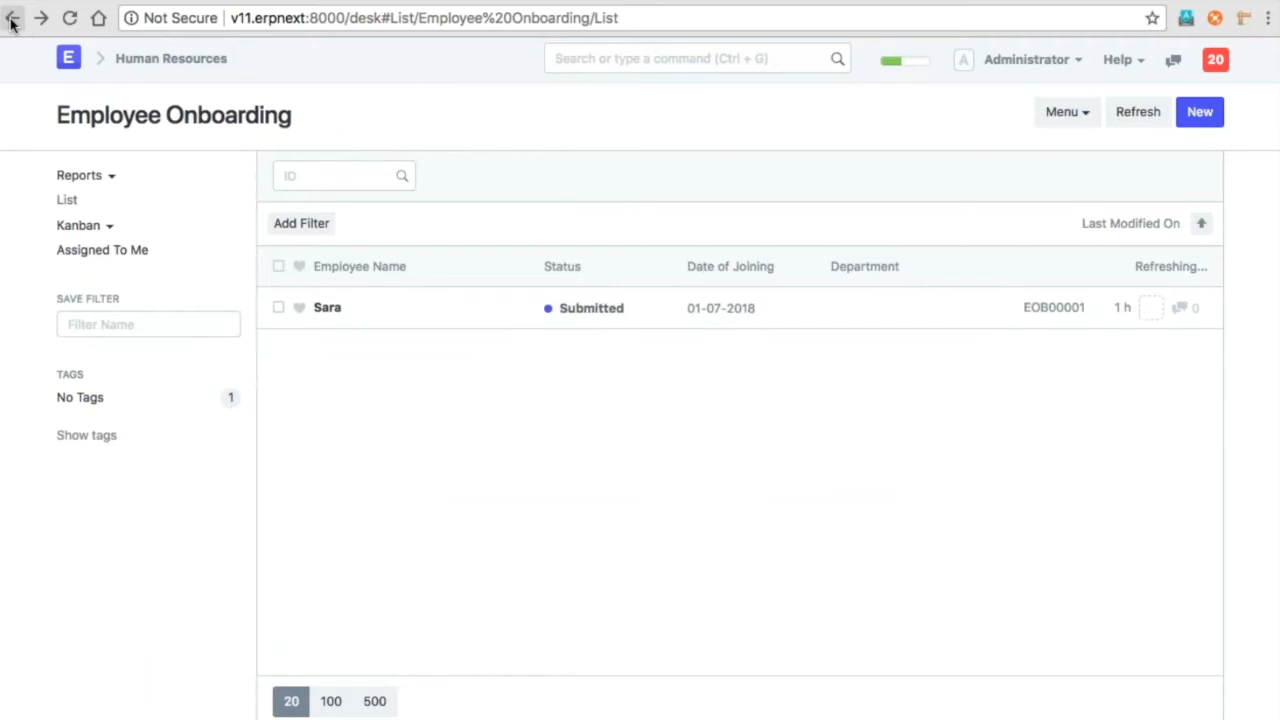 Not Secure v11.erpnext:8000/desk#List/Employee%20Onboarding/List
E Human Resources Search or type a command (Ctrl + G) A Administrator Help 20
Employee Onboarding Menu Refresh New
Reports
List
Kanban
Assigned To Me
SAVE FILTER
Filter Name
TAGS
No Tags 1
Show tags
ID
Add Filter Last Modified On
Employee Name Status Date of Joining Department Refreshing...
Sara Submitted 01-07-2018 EOB00001 1 h 0
20 100 500